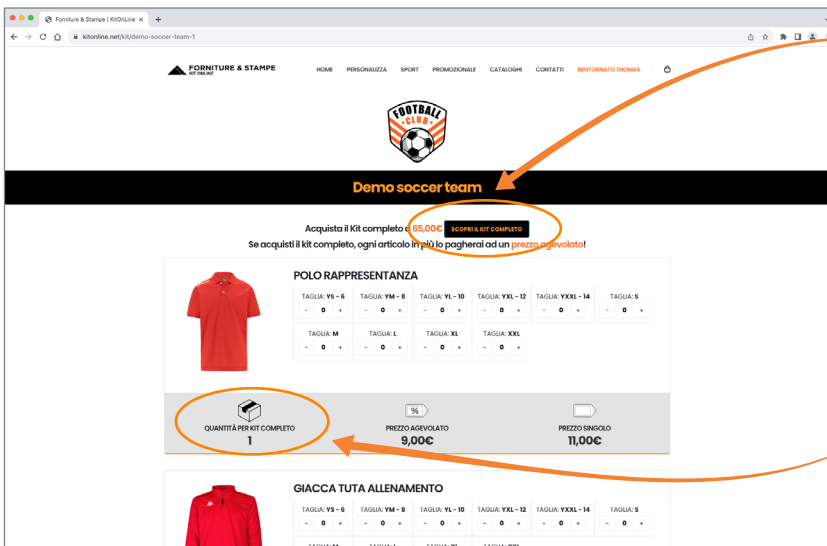 Forniture & Stampe | KitOnLine
kitonline.net/kit/demo-soccer-team-1
FORNITURE & STAMPE
KIT ONLINE
HOME PERSONALIZZA SPORT PROMOZIONALE CATALOGHI CONTATTI BENTORNATO THOMAS
FOOTBALL
CLUB
Demo soccer team
Acquista il Kit completo a 65,00€ SCOPRI IL KIT COMPLETO
Se acquisti il kit completo, ogni articolo in più lo pagherai ad un prezzo agevolato!
POLO RAPPRESENTANZA
TAGLIA: YS - 6 TAGLIA: YM - 8 TAGLIA: YL - 10 TAGLIA: YXL - 12 TAGLIA: YXXL - 14 TAGLIA: S
- 0 + - 0 + - 0 + - 0 + - 0 + - 0 +
TAGLIA: M TAGLIA: L TAGLIA: XL TAGLIA: XXL
- 0 + - 0 + - 0 + - 0 +
%
QUANTITÀ PER KIT COMPLETO PREZZO AGEVOLATO PREZZO SINGOLO
1 9,00€ 11,00€
GIACCA TUTA ALLENAMENTO
TAGLIA: YS - 6 TAGLIA: YM - 8 TAGLIA: YL - 10 TAGLIA: YXL - 12 TAGLIA: YXXL - 14 TAGLIA: S
- 0 + - 0 + - 0 + - 0 + - 0 + - 0 +
TAGLIA: M TAGLIA: L TAGLIA: XL TAGLIA: XXL